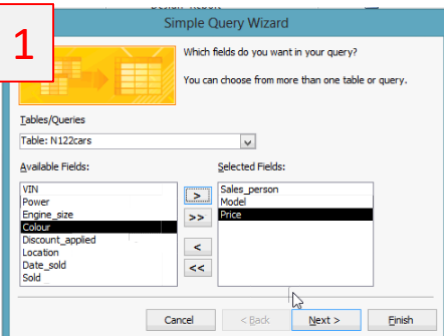 1
Simple Query Wizard
Which fields do you want in your query?
You can choose from more than one table or query.
Tables/Queries
Table: N122cars
Available Fields:
Selected Fields:
VIN
Power
Engine_size
Colour
Discount_applied
Location
Date_sold
Sold
>
>>
<
<<
Sales_person
Model
Price
Cancel
< Back
Next >
Finish